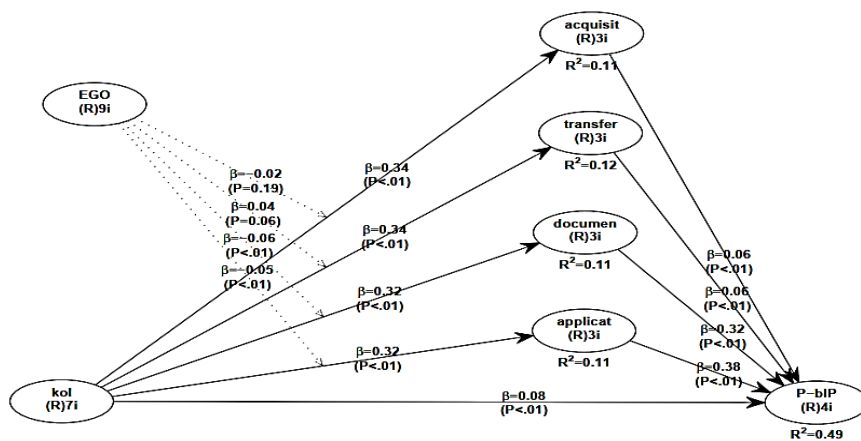 acquisit
(R)3i
R²=0.11
EGO
(R)9i
transfer
(R)3i
R²=0.12
β=−0.02
(P=0.19)
β=0.34
(P<.01)
β=0.04
(P=0.06)
β=0.34
(P<.01)
β=−0.06
(P<.01)
β=−0.05
(P<.01)
documen
(R)3i
R²=0.11
β=0.06
(P<.01)
β=0.06
(P<.01)
β=0.32
(P<.01)
β=0.32
(P<.01)
applicat
(R)3i
R²=0.11
β=0.32
(P<.01)
β=0.38
(P<.01)
kol
(R)7i
β=0.08
(P<.01)
P−bIP
(R)4i
R²=0.49